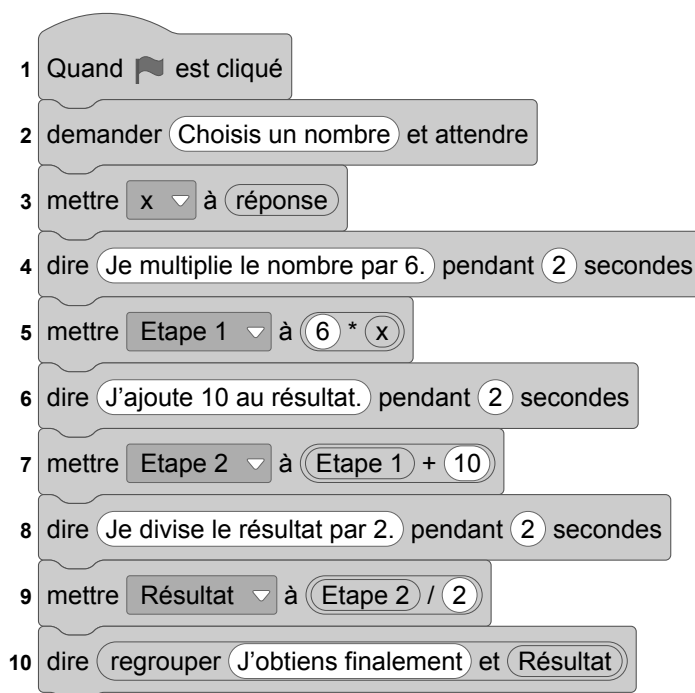 1 Quand est cliqué
2 demander Choisis un nombre et attendre
3 mettre x à réponse
4 dire Je multiplie le nombre par 6. pendant 2 secondes
5 mettre Etape 1 à 6 * x
6 dire J'ajoute 10 au résultat. pendant 2 secondes
7 mettre Etape 2 à Etape 1 + 10
8 dire Je divise le résultat par 2. pendant 2 secondes
9 mettre Résultat à Etape 2 / 2
10 dire regrouper J'obtiens finalement et Résultat